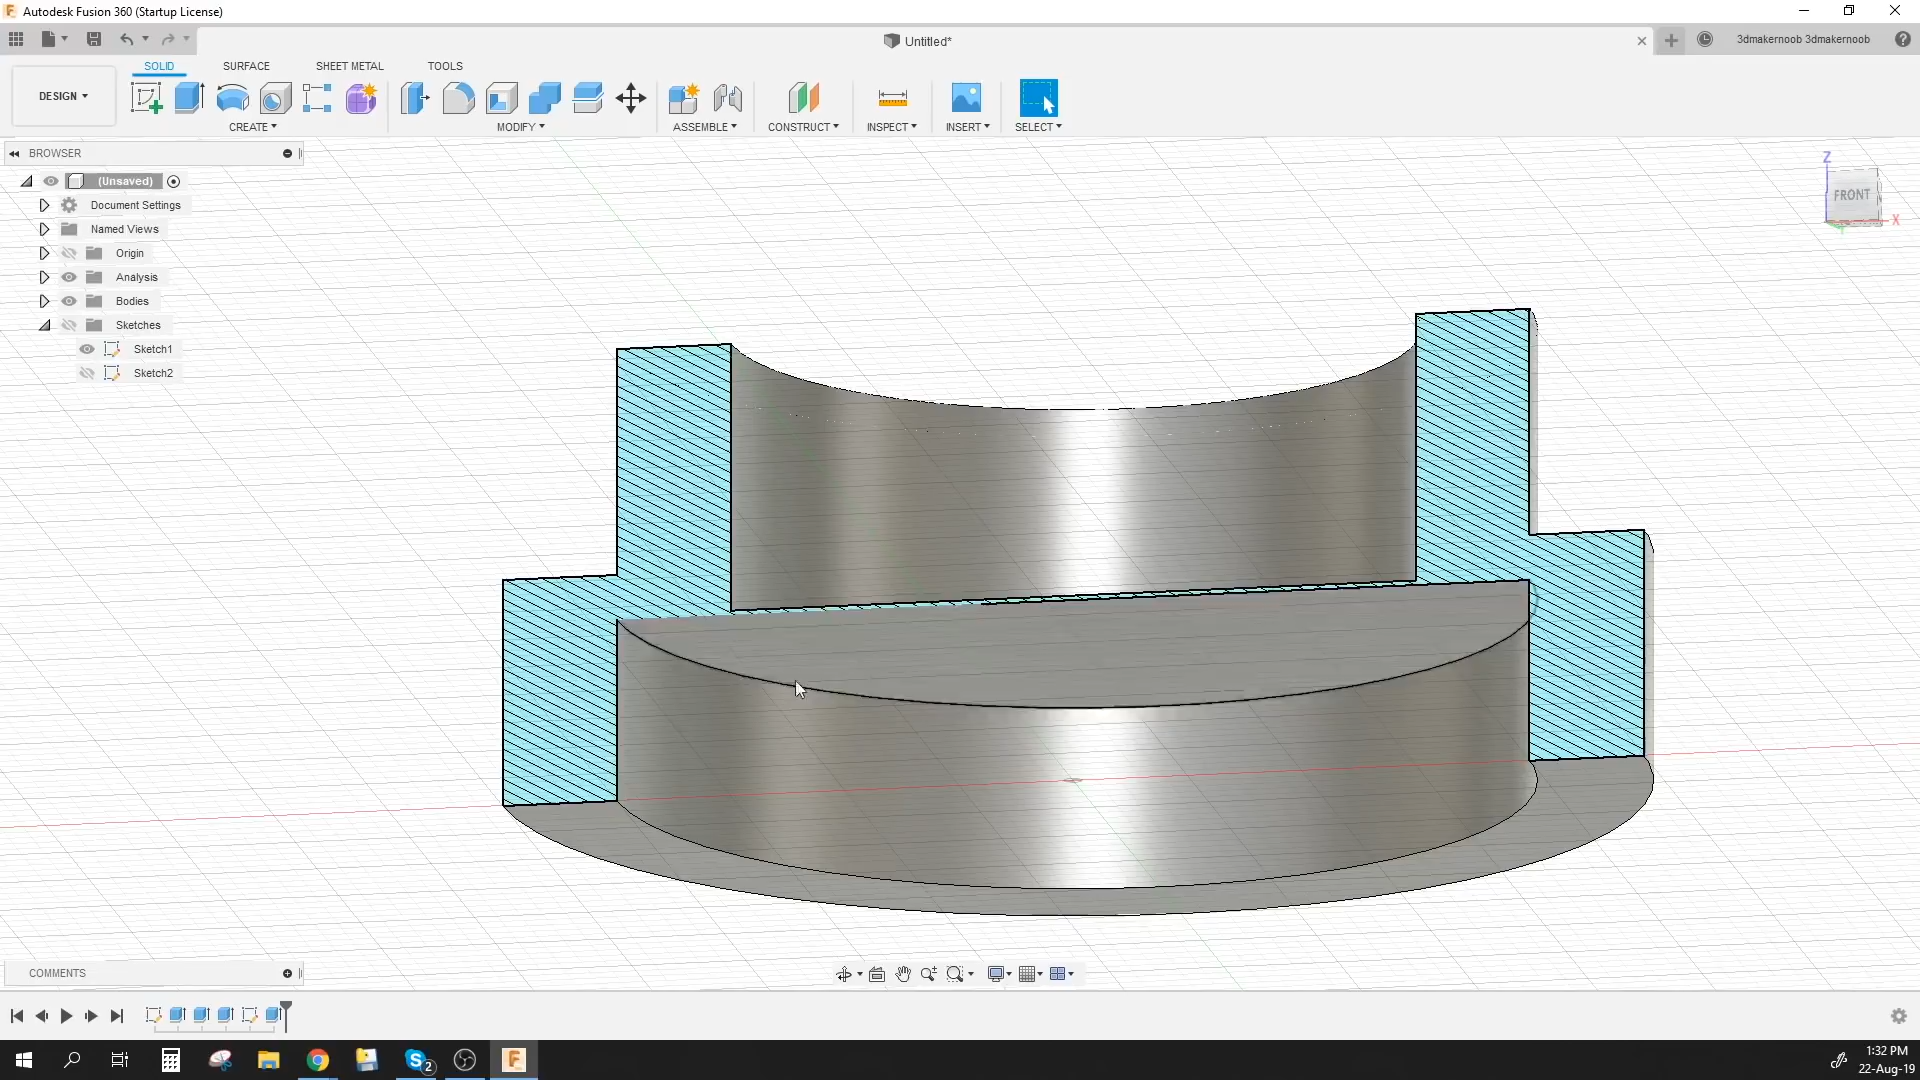 Autodesk Fusion 360 (Startup License)
Untitled*
3dmakernoob 3dmakernoob
SOLID SURFACE SHEET METAL TOOLS
DESIGN
CREATE MODIFY ASSEMBLE CONSTRUCT INSPECT INSERT SELECT
BROWSER
(Unsaved)
Document Settings
Named Views
Origin
Analysis
Bodies
Sketches
Sketch1
Sketch2
Z
FRONT
X
COMMENTS
2
1:32 PM
22-Aug-19